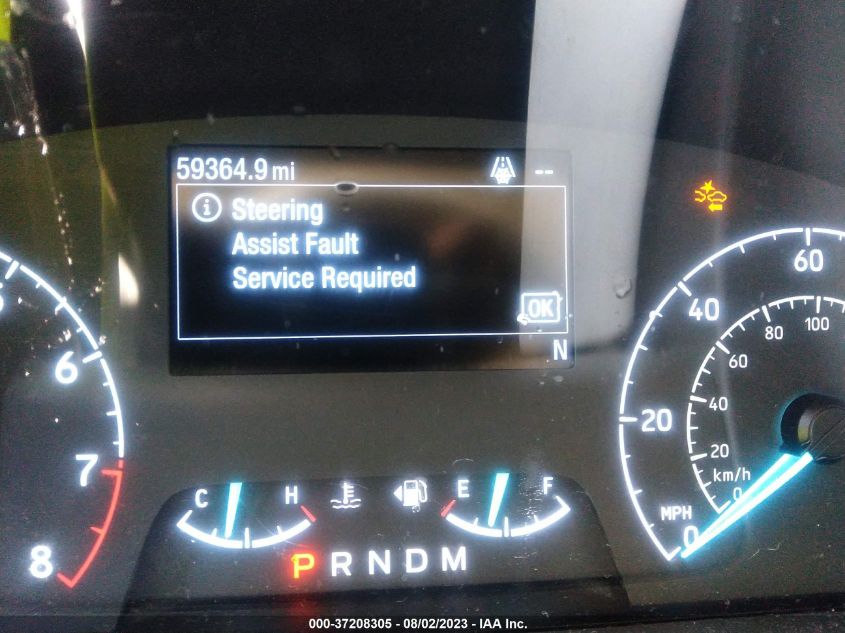 59364.9 mi --
Steering
Assist Fault
Service Required
OK
N
6
7
8
C H E F
P R N D M
0 20 40 60
MPH
0 20 40 60 80 100
km/h
000-37208305 - 08/02/2023 - IAA Inc.